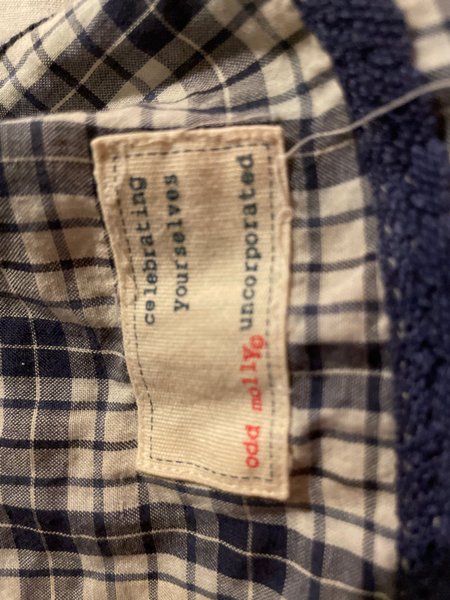 celebrating
yourselves
odd molly® uncorporated